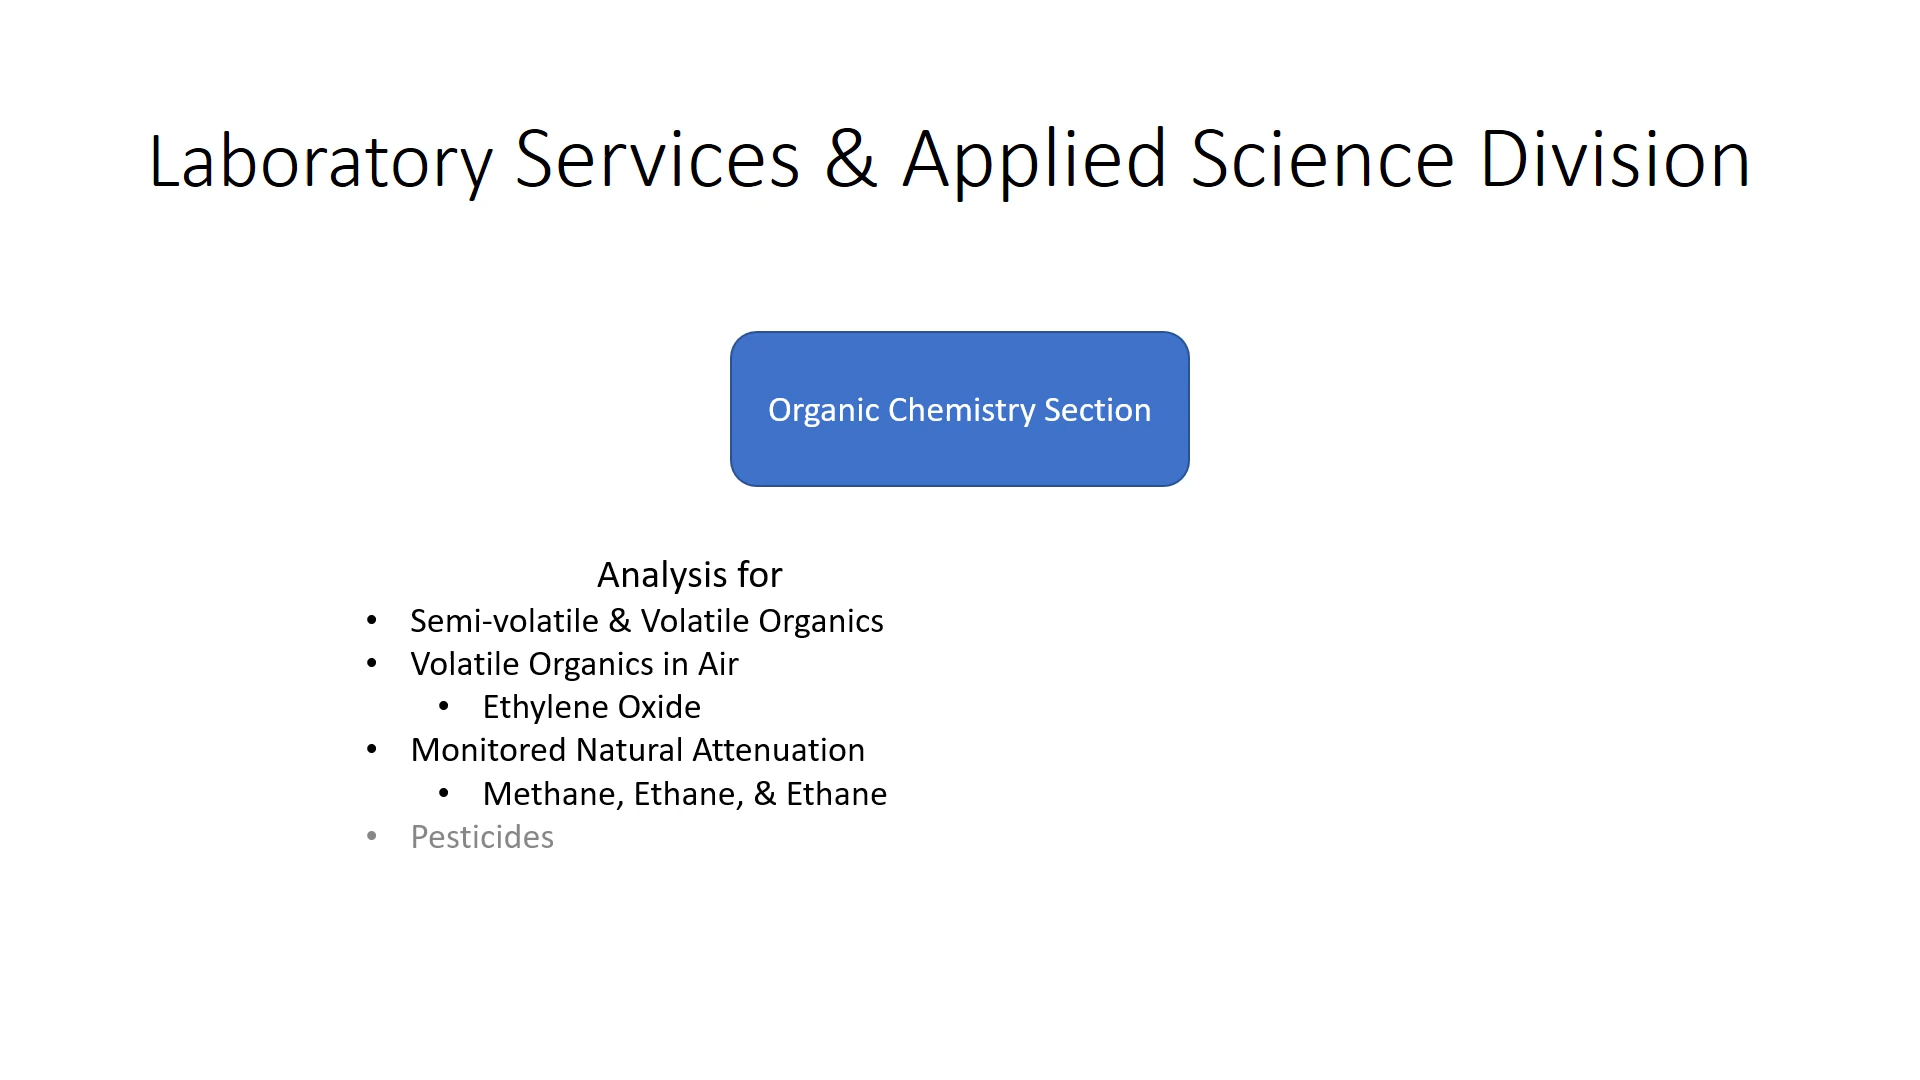 Laboratory Services & Applied Science Division
Organic Chemistry Section
Analysis for
• Semi-volatile & Volatile Organics
• Volatile Organics in Air
• Ethylene Oxide
• Monitored Natural Attenuation
• Methane, Ethane, & Ethane
• Pesticides